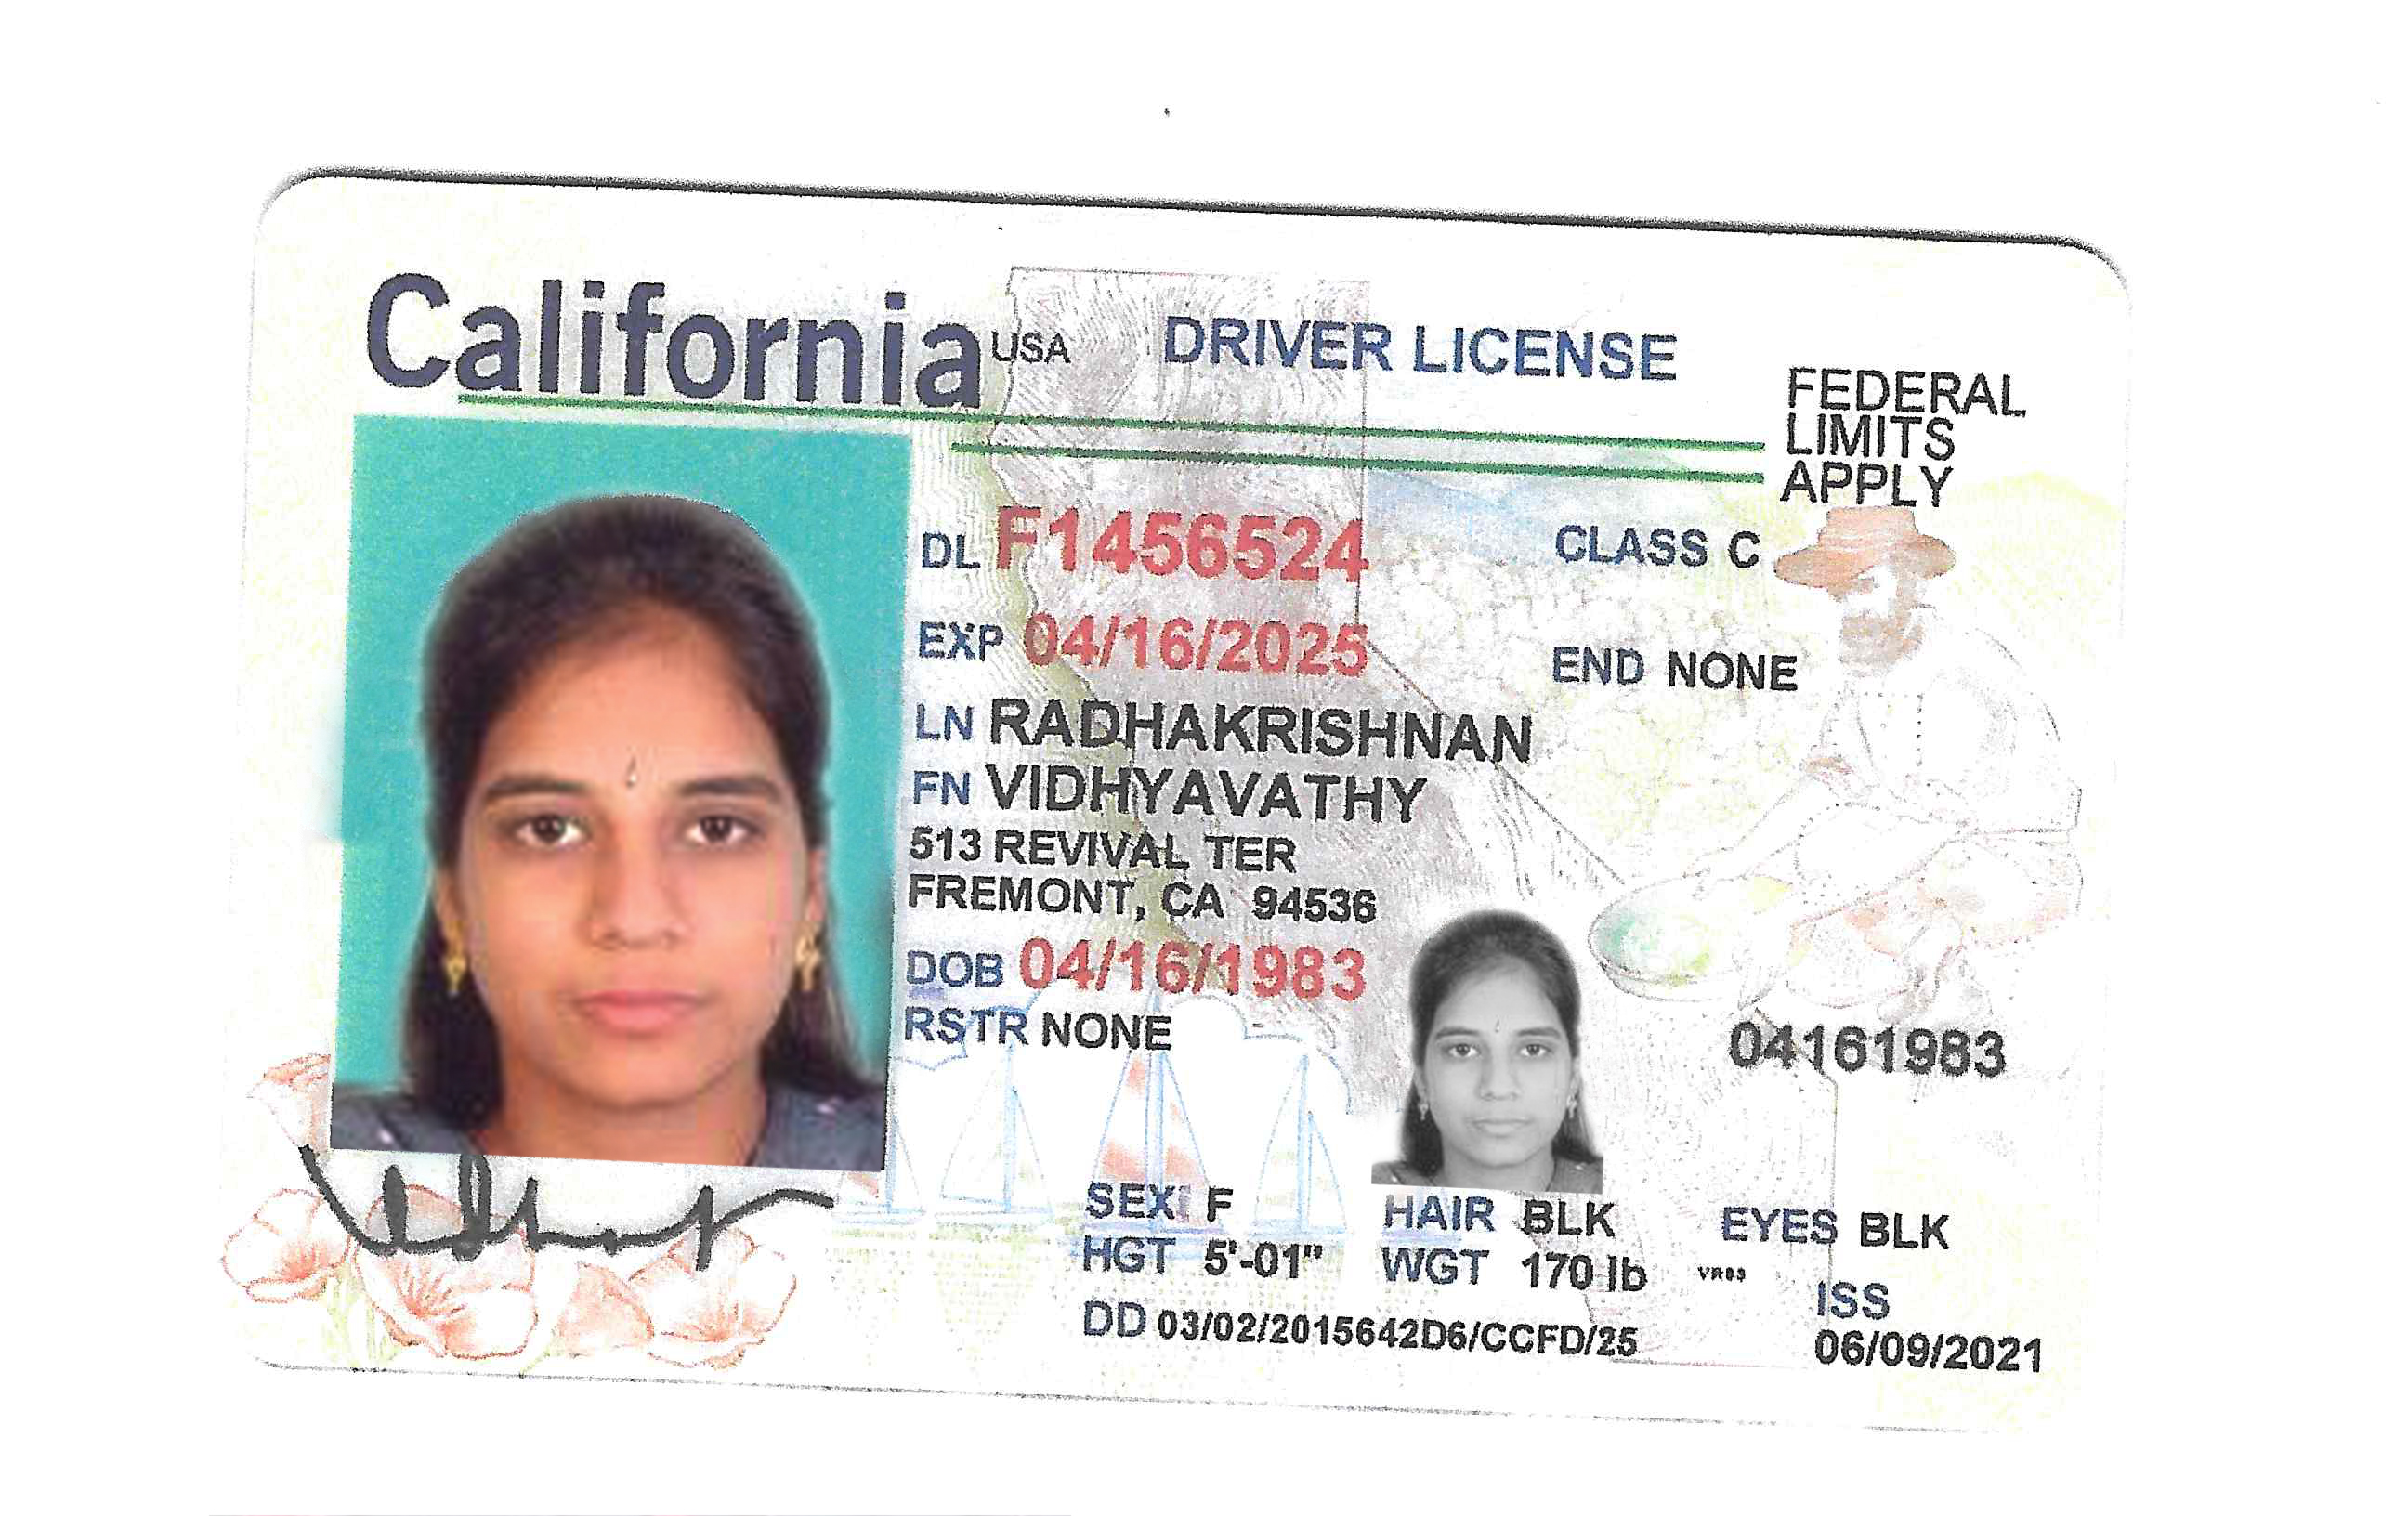 California USA DRIVER LICENSE
FEDERAL
LIMITS
APPLY
DL F1456524
CLASS C
EXP 04/16/2025
END NONE
LN RADHAKRISHNAN
FN VIDHYAVATHY
513 REVIVAL TER
FREMONT, CA 94536
DOB 04/16/1983
RSTR NONE
04161983
SEX F HAIR BLK EYES BLK
HGT 5'-01" WGT 170 lb VR83
ISS
DD 03/02/2015642D6/CCFD/25 06/09/2021